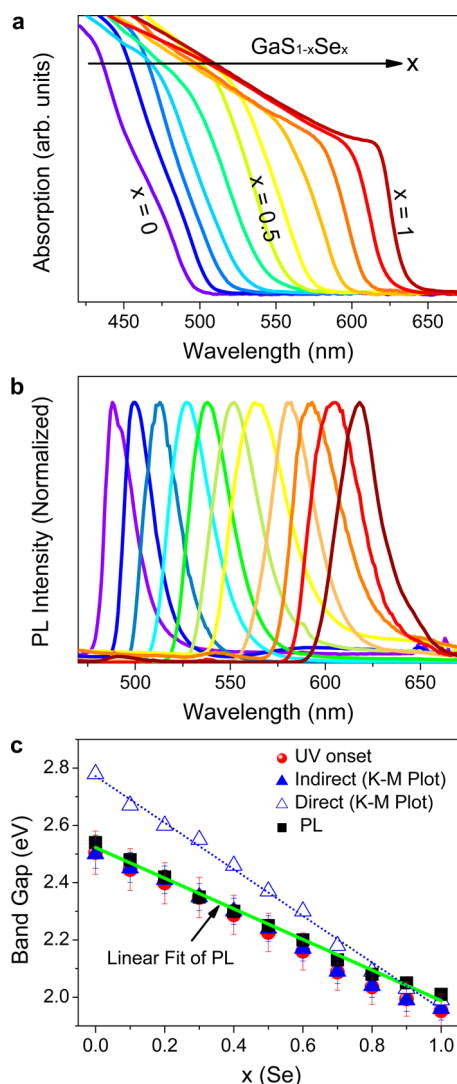 a
GaS1-xSex
x
x = 0
x = 0.5
x = 1
Absorption (arb. units)
450 500 550 600 650
Wavelength (nm)
b
PL Intensity (Normalized)
500 550 600 650
Wavelength (nm)
c
2.8
2.6
2.4
2.2
2.0
Band Gap (eV)
UV onset
Indirect (K-M Plot)
Direct (K-M Plot)
PL
Linear Fit of PL
0.0 0.2 0.4 0.6 0.8 1.0
x (Se)